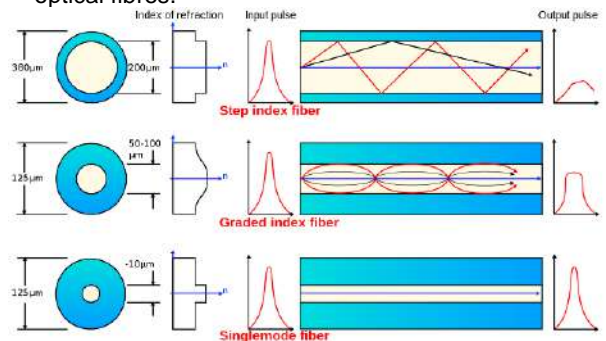 optical fibres.
Index of refraction
Input pulse
Output pulse
380μm
200μm
n
Step index fiber
125μm
50-100
μm
n
Graded index fiber
125μm
-10μm
n
Singlemode fiber